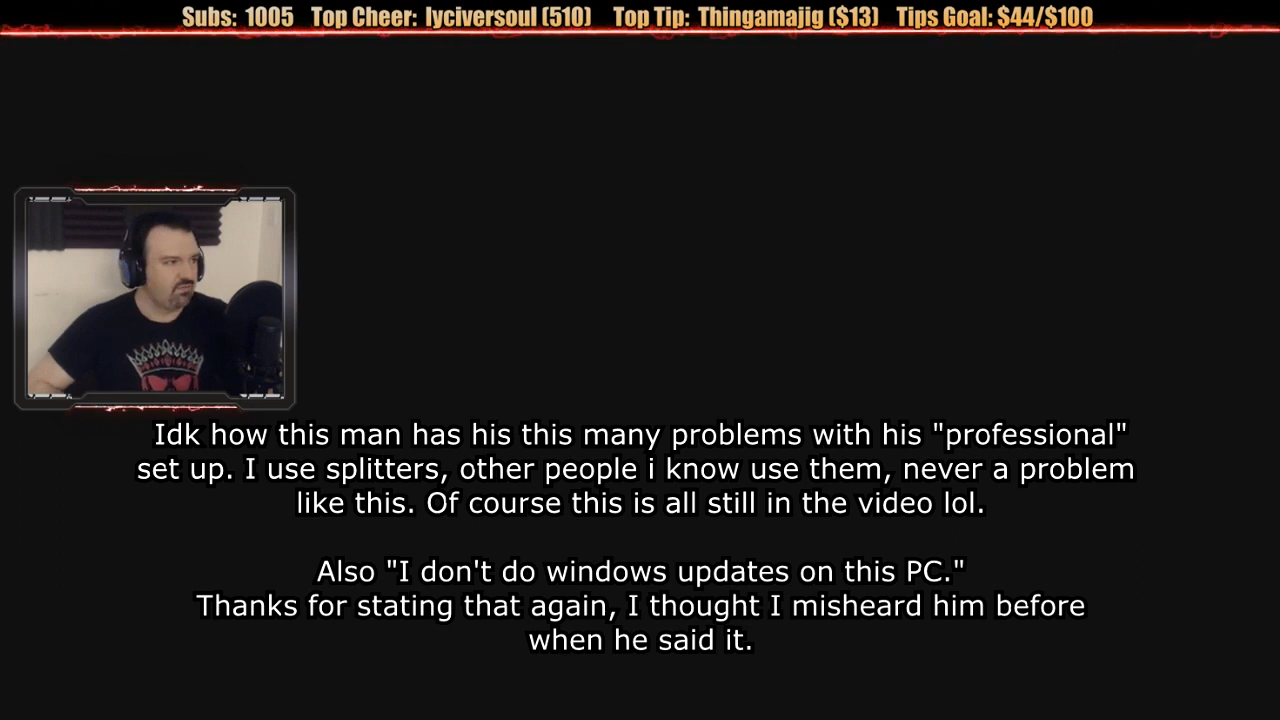 Subs: 1005 Top Cheer: lyciversoul (510) Top Tip: Thingamajig ($13) Tips Goal: $44/$100
Idk how this man has his this many problems with his "professional"
set up. I use splitters, other people i know use them, never a problem
like this. Of course this is all still in the video lol.
Also "I don't do windows updates on this PC."
Thanks for stating that again, I thought I misheard him before
when he said it.